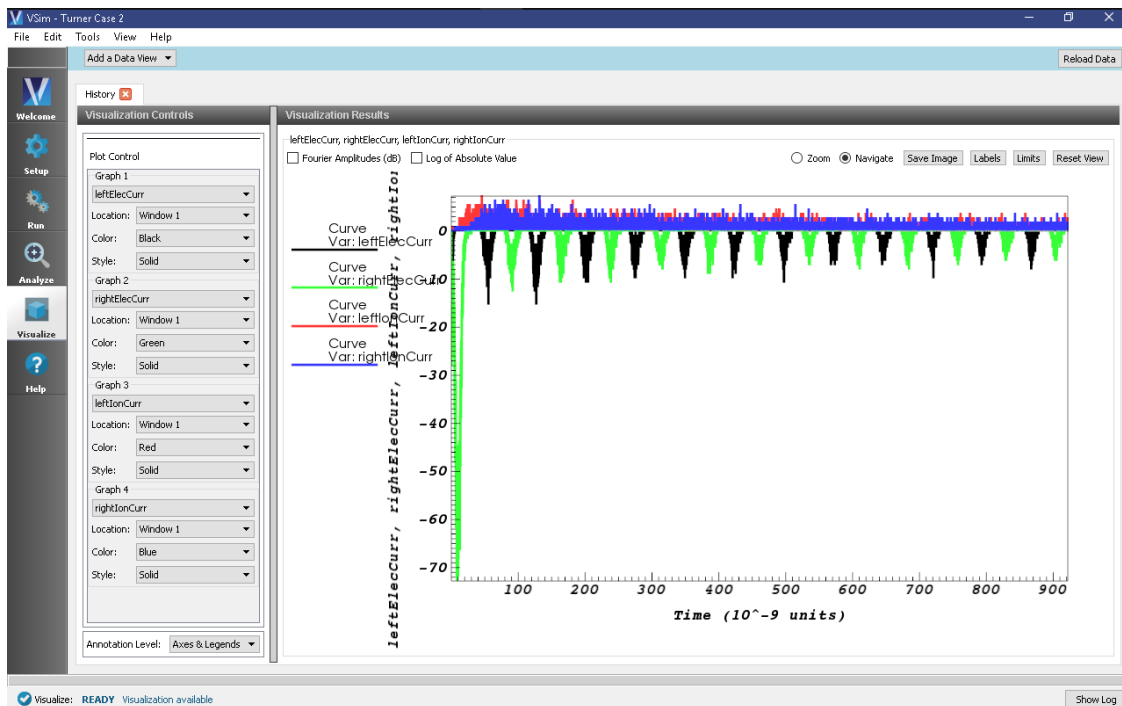 VSim - Turner Case 2
File Edit Tools View Help
Add a Data View
Reload Data
Welcome
Setup
Run
Analyze
Visualize
Help
History
Visualization Controls
Plot Control
Graph 1
leftElecCurr
Location: Window 1
Color: Black
Style: Solid
Graph 2
rightElecCurr
Location: Window 1
Color: Green
Style: Solid
Graph 3
leftIonCurr
Location: Window 1
Color: Red
Style: Solid
Graph 4
rightIonCurr
Location: Window 1
Color: Blue
Style: Solid
Annotation Level: Axes & Legends
Visualization Results
leftElecCurr, rightElecCurr, leftIonCurr, rightIonCurr
Fourier Amplitudes (dB) Log of Absolute Value Zoom Navigate Save Image Labels Limits Reset View
Curve
Var: leftElecCurr
Curve
Var: rightElecCurr
Curve
Var: leftIonCurr
Curve
Var: rightIonCurr
leftElecCurr, rightElecCurr, leftIonCurr, rightIon
0
-10
-20
-30
-40
-50
-60
-70
100 200 300 400 500 600 700 800 900
Time (10^-9 units)
Visualize: READY Visualization available
Show Log